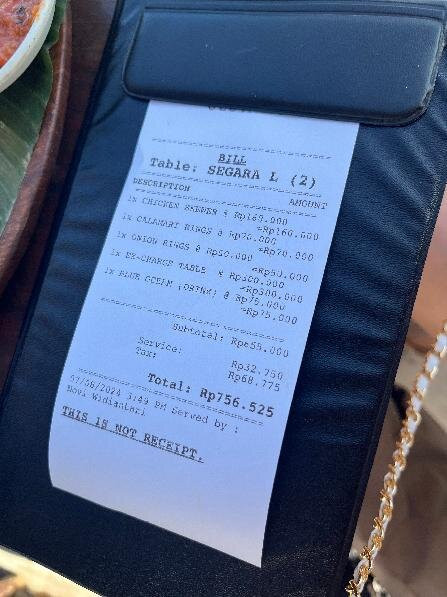 BILL
Table: SEGARA L (2)
DESCRIPTION AMOUNT
1x CHICKEN SKEWER @ Rp160.000
=Rp160.000
1x CALAMARI RINGS @ Rp70.000
=Rp70.000
1x ONION RINGS @ Rp50.000
=Rp50.000
1x EX-CHARGE TABLE @ Rp300.000
=Rp300.000
1x BLUE OCEAN (DRINK) @ Rp75.000
=Rp75.000
Subtotal: Rp655.000
Service: Rp32.750
Tax: Rp68.775
Total: Rp756.525
07/08/2024 3:49 PM Served by :
Novi Widiantari
THIS IS NOT RECEIPT.